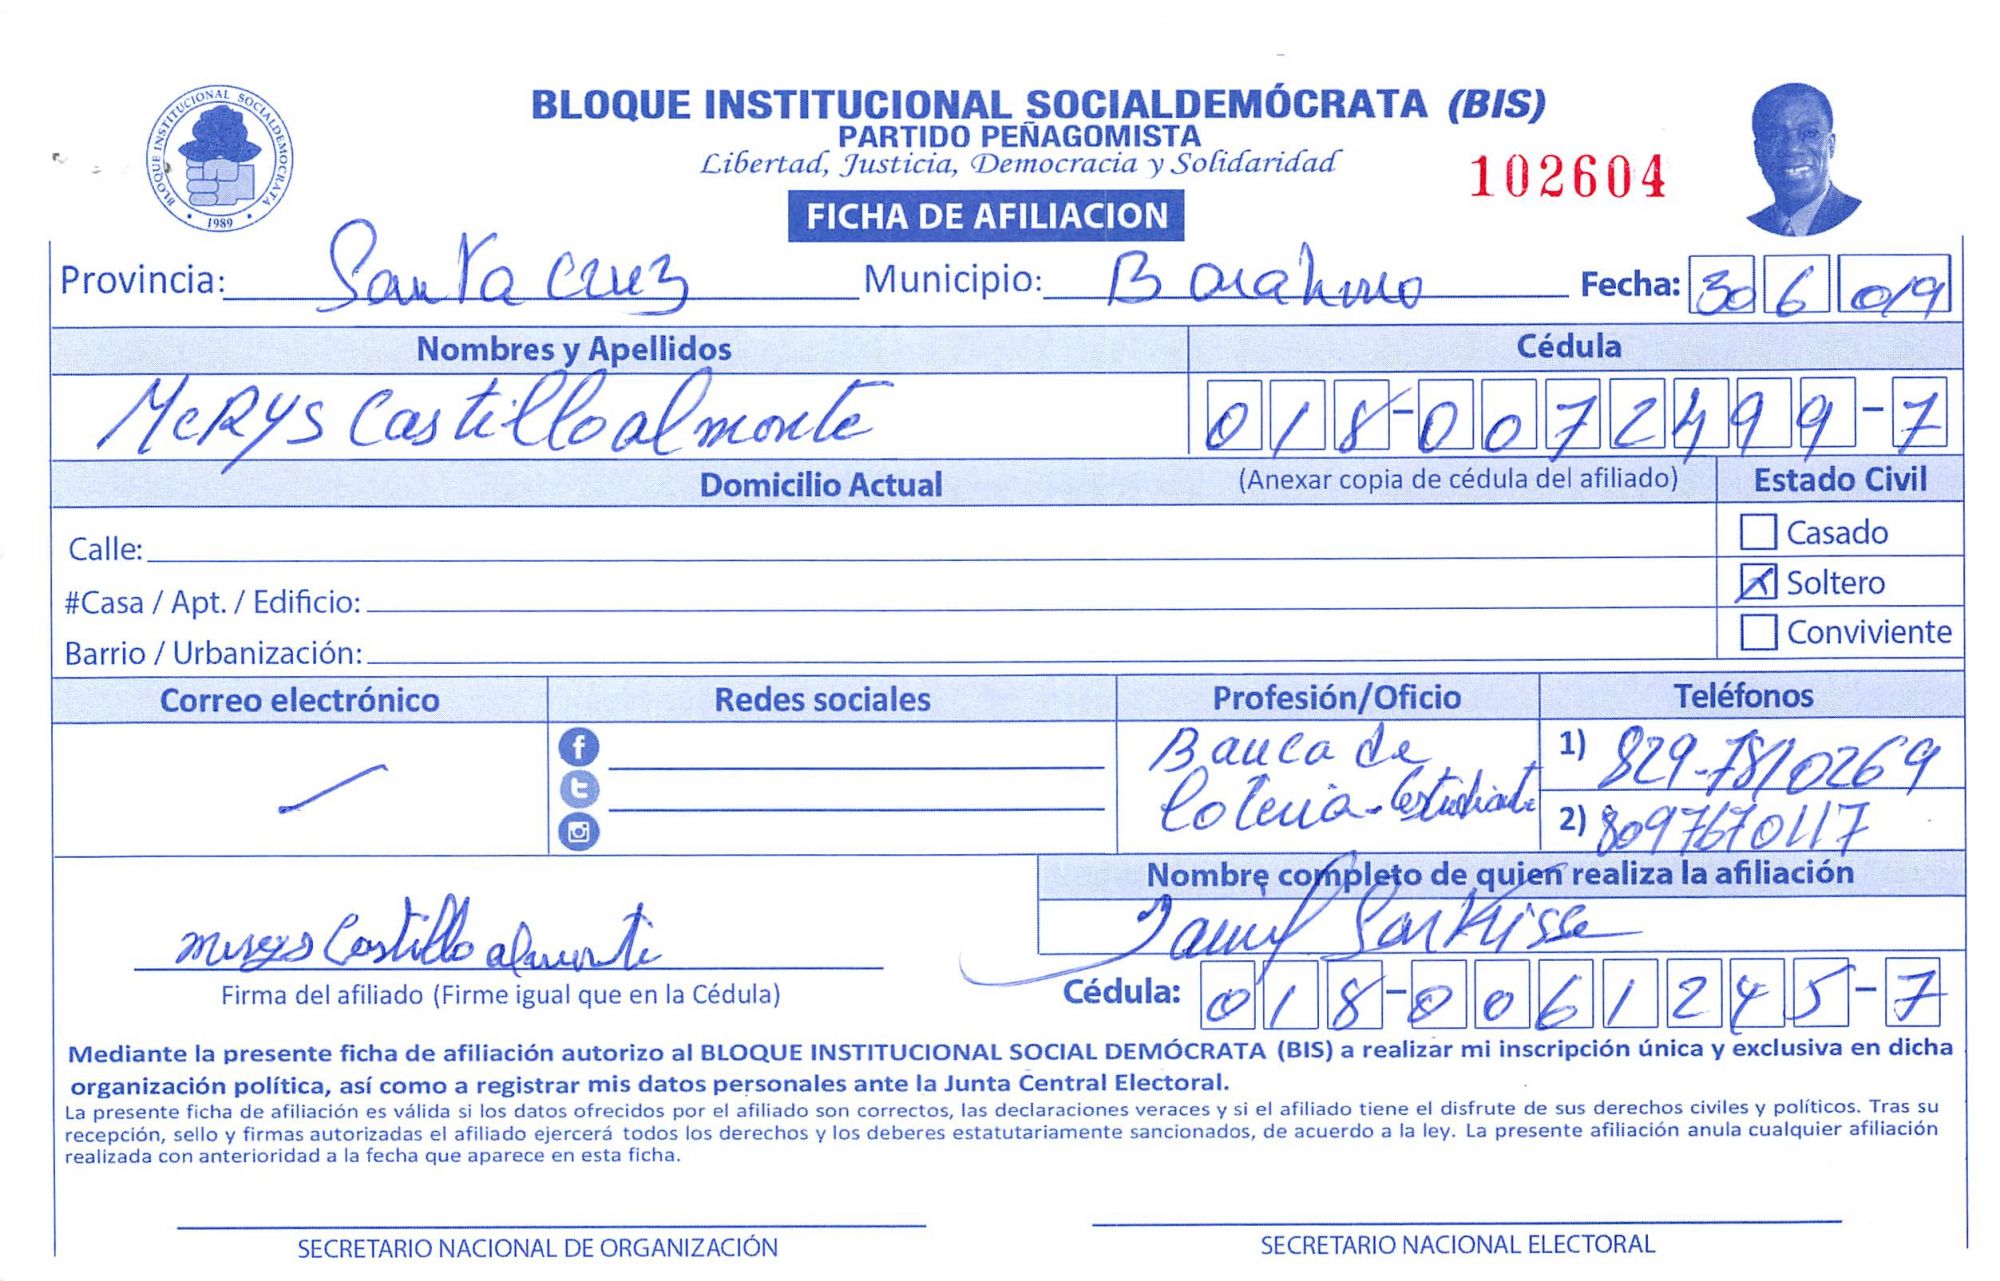 BLOQUE INSTITUCIONAL SOCIALDEMOCRATA
1989
BLOQUE INSTITUCIONAL SOCIALDEMÓCRATA (BIS)
PARTIDO PEÑAGOMISTA
Libertad, Justicia, Democracia y Solidaridad
102604
FICHA DE AFILIACION
Provincia: Santa Cruz Municipio: Barahona Fecha: 30 6 019
Nombres y Apellidos Cédula
MeRYS Castillo almonte 018-0072499-7
Domicilio Actual (Anexar copia de cédula del afiliado) Estado Civil
Calle: Casado
#Casa / Apt. / Edificio: Soltero
Barrio / Urbanización: Conviviente
Correo electrónico Redes sociales Profesión/Oficio Teléfonos
Banca de 1) 829-7810269
loteria-Estudiante 2) 8097670117
Nombre completo de quien realiza la afiliación
Castillo almonte
Firma del afiliado (Firme igual que en la Cédula) Cédula: 018-0061245-7
Mediante la presente ficha de afiliación autorizo al BLOQUE INSTITUCIONAL SOCIAL DEMÓCRATA (BIS) a realizar mi inscripción única y exclusiva en dicha
organización política, así como a registrar mis datos personales ante la Junta Central Electoral.
La presente ficha de afiliación es válida si los datos ofrecidos por el afiliado son correctos, las declaraciones veraces y si el afiliado tiene el disfrute de sus derechos civiles y políticos. Tras su
recepción, sello y firmas autorizadas el afiliado ejercerá todos los derechos y los deberes estatutariamente sancionados, de acuerdo a la ley. La presente afiliación anula cualquier afiliación
realizada con anterioridad a la fecha que aparece en esta ficha.
SECRETARIO NACIONAL DE ORGANIZACIÓN SECRETARIO NACIONAL ELECTORAL